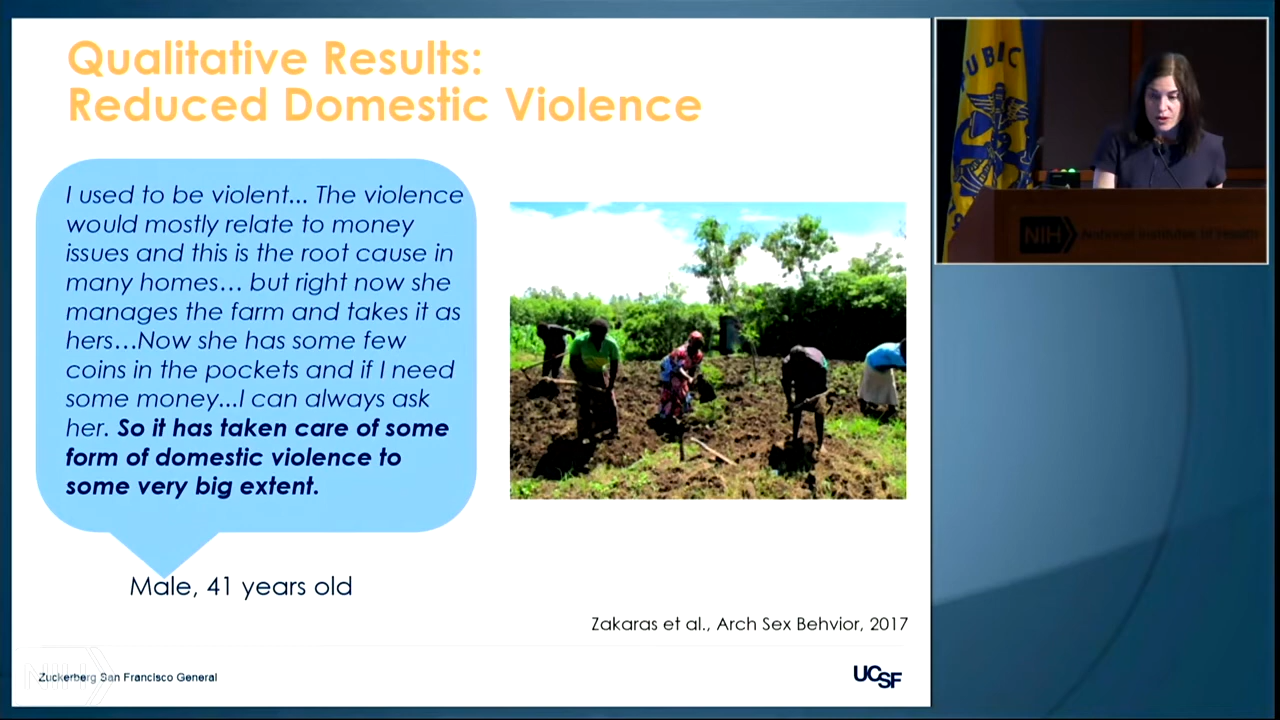 Qualitative Results:
Reduced Domestic Violence
I used to be violent... The violence
would mostly relate to money
issues and this is the root cause in
many homes... but right now she
manages the farm and takes it as
hers...Now she has some few
coins in the pockets and if I need
some money...I can always ask
her. So it has taken care of some
form of domestic violence to
some very big extent.
Male, 41 years old
Zakaras et al., Arch Sex Behvior, 2017
NIH
Zuckerberg San Francisco General
UCSF
PUBLIC
NIH National Institutes of Health